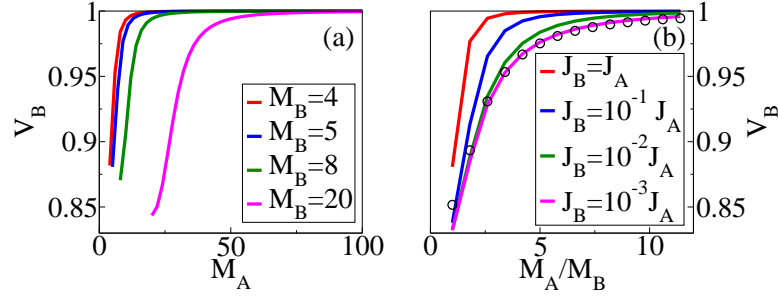 (a)
V_B
1
0.95
0.9
0.85
M_B=4
M_B=5
M_B=8
M_B=20
0 50 100
M_A
(b)
1
0.95
0.9
0.85
V_B
J_B=J_A
J_B=10^{-1} J_A
J_B=10^{-2}J_A
J_B=10^{-3}J_A
0 5 10
M_A/M_B